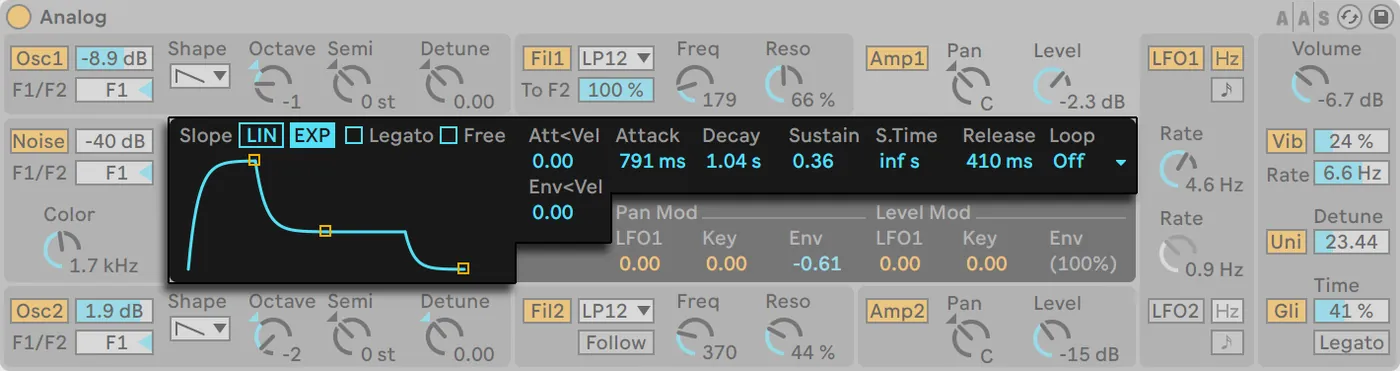 Analog AAS
Osc1 -8.9 dB Shape Octave Semi Detune Fil1 LP12 Freq Reso Amp1 Pan Level LFO1 Hz Volume
F1/F2 F1 -1 0 st 0.00 To F2 100 % 179 66 % C -2.3 dB -6.7 dB
Noise -40 dB Slope LIN EXP Legato Free Att<Vel Attack Decay Sustain S.Time Release Loop Rate Vib 24 %
F1/F2 F1 0.00 791 ms 1.04 s 0.36 inf s 410 ms Off 4.6 Hz Rate 6.6 Hz
Env<Vel
Color 0.00 Pan Mod Level Mod Rate Detune
1.7 kHz LFO1 Key Env LFO1 Key Env Uni 23.44
0.00 0.00 -0.61 0.00 0.00 (100%) 0.9 Hz
Time
Osc2 1.9 dB Shape Octave Semi Detune Fil2 LP12 Freq Reso Amp2 Pan Level LFO2 Hz Gli 41 %
F1/F2 F1 -2 0 st 0.00 Follow 370 44 % C -15 dB Legato